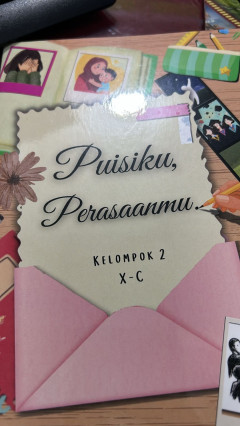 Puisiku,
Perasaanmu.
KELOMPOK 2
X-C